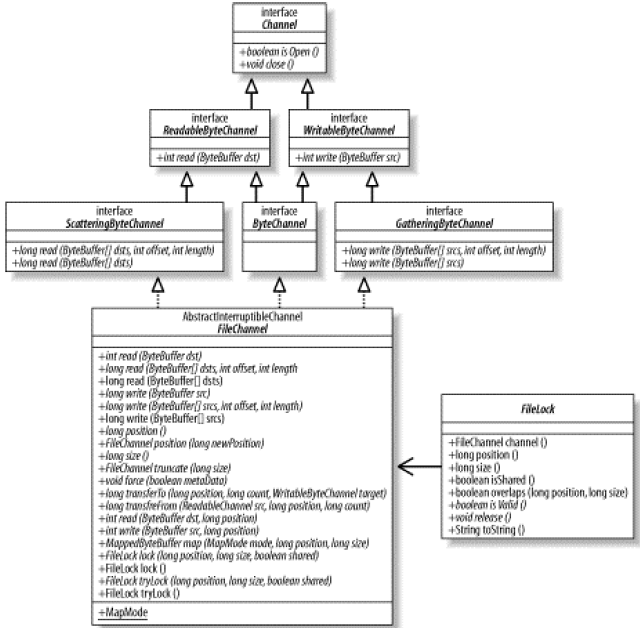 interface
Channel
+boolean is Open ()
+void close ()
interface
ReadableByteChannel
+int read (ByteBuffer dst)
interface
WritableByteChannel
+int write (ByteBuffer src)
interface
ScatteringByteChannel
+long read (ByteBuffer[] dsts, int offset, int length)
+long read (ByteBuffer[] dsts)
interface
ByteChannel
interface
GatheringByteChannel
+long write (ByteBuffer[] srcs, int offset, int length)
+long write (ByteBuffer[] srcs)
AbstractInterruptibleChannel
FileChannel
+int read (ByteBuffer dst)
+long read (ByteBuffer[] dsts, int offset, int length
+long read (ByteBuffer[] dsts)
+long write (ByteBuffer src)
+long write (ByteBuffer[] srcs, int offset, int length)
+long write (ByteBuffer[] srcs)
+long position ()
+FileChannel position (long newPosition)
+long size ()
+FileChannel truncate (long size)
+void force (boolean metaData)
+long transferTo (long position, long count, WritableByteChannel target)
+long transfreFrom (ReadableChannel src, long position, long count)
+int read (ByteBuffer dst, long position)
+int write (ByteBuffer src, long position)
+MappedByteBuffer map (MapMode mode, long position, long size)
+FileLock lock (long position, long size, boolean shared)
+FileLock lock ()
+FileLock tryLock (long position, long size, boolean shared)
+FileLock tryLock ()
+MapMode
FileLock
+FileChannel channel ()
+long position ()
+long size ()
+boolean isShared ()
+boolean overlaps (long position, long size)
+boolean is Valid ()
+void release ()
+String toString ()